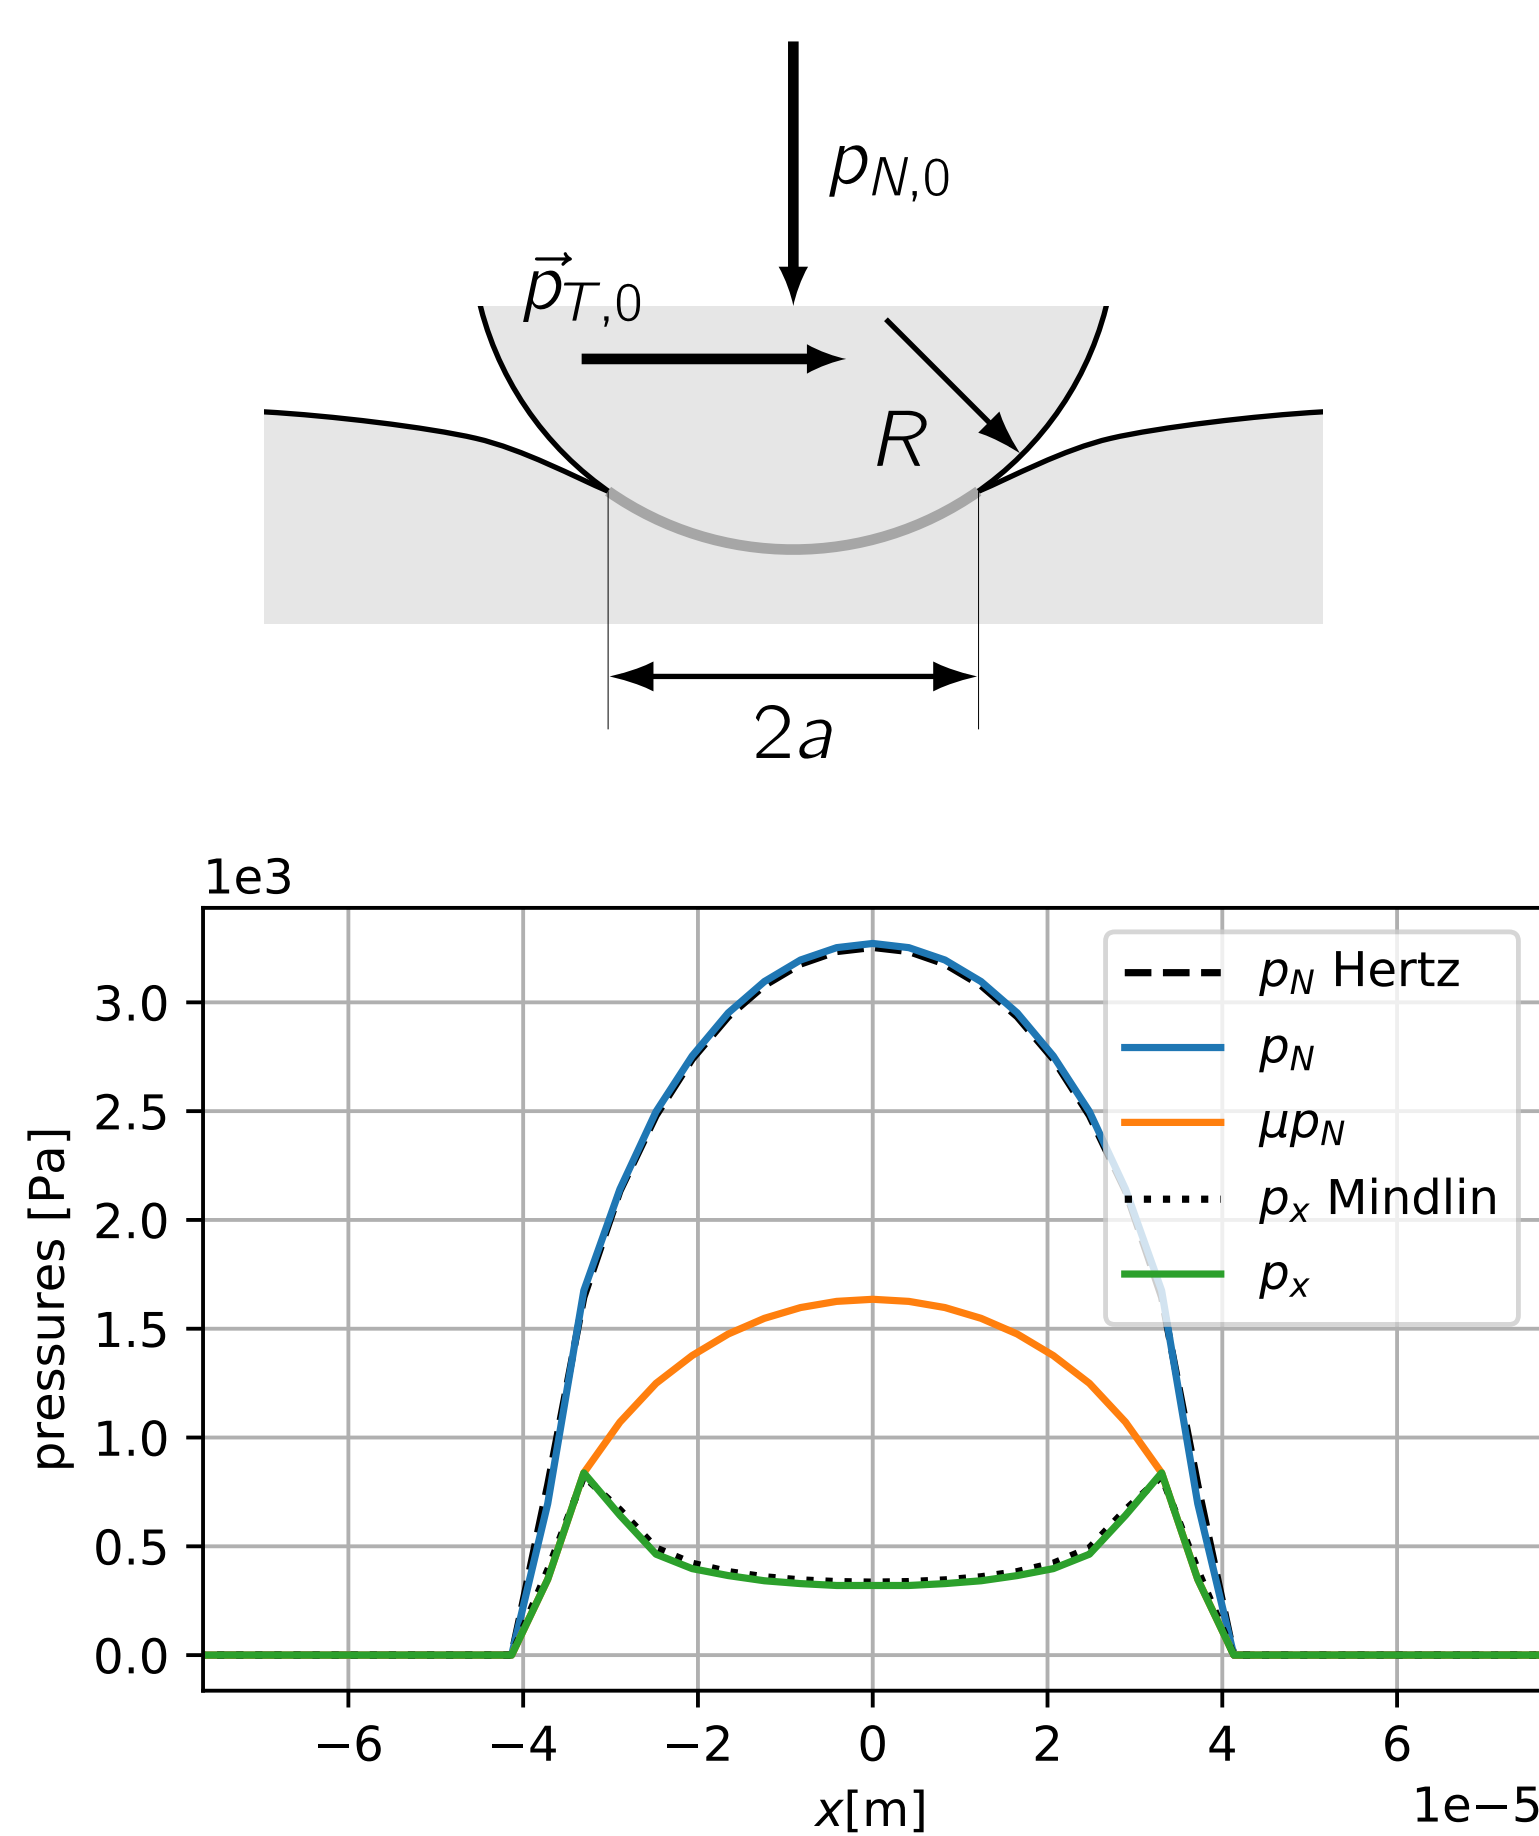 p_{N,0}
\vec{p}_{T,0}
R
2a
1e3
3.0
2.5
2.0
1.5
1.0
0.5
0.0
pressures [Pa]
p_N Hertz
p_N
μp_N
p_x Mindlin
p_x
−6 −4 −2 0 2 4 6
x[m]
1e−5